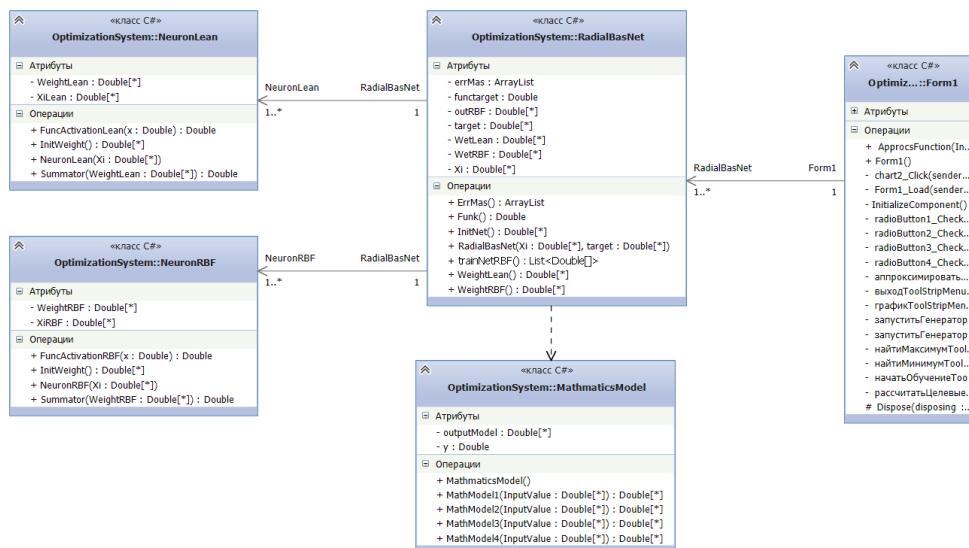 «класс C#»
OptimizationSystem::NeuronLean
Атрибуты
- WeightLean : Double[*]
- XiLean : Double[*]
Операции
+ FuncActivationLean(x : Double) : Double
+ InitWeight() : Double[*]
+ NeuronLean(Xi : Double[*])
+ Summator(WeightLean : Double[*]) : Double
NeuronLean
RadialBasNet
1..*
1
«класс C#»
OptimizationSystem::RadialBasNet
Атрибуты
- errMas : ArrayList
- functarget : Double
- outRBF : Double[*]
- target : Double[*]
- WetLean : Double[*]
- WetRBF : Double[*]
- Xi : Double[*]
Операции
+ ErrMas() : ArrayList
+ Funk() : Double
+ InitNet() : Double[*]
+ RadialBasNet(Xi : Double[*], target : Double[*])
+ trainNetRBF() : List<Double[]>
+ WeightLean() : Double[*]
+ WeightRBF() : Double[*]
RadialBasNet
Form1
1..*
1
«класс C#»
Optimiz...::Form1
Атрибуты
Операции
+ ApprocsFunction(In...
+ Form1()
- chart2_Click(sender...
- Form1_Load(sender...
- InitializeComponent()
- radioButton1_Check...
- radioButton2_Check...
- radioButton3_Check...
- radioButton4_Check...
- аппроксимировать...
- выходToolStripMenu...
- графикToolStripMen...
- запуститьГенератор
- запуститьГенератор
- найтиМаксимумTool...
- найтиМинимумTool...
- начатьОбучениеToo
- рассчитатьЦелевые...
# Dispose(disposing :...
«класс C#»
OptimizationSystem::NeuronRBF
Атрибуты
- WeightRBF : Double[*]
- XiRBF : Double[*]
Операции
+ FuncActivationRBF(x : Double) : Double
+ InitWeight() : Double[*]
+ NeuronRBF(Xi : Double[*])
+ Summator(WeightRBF : Double[*]) : Double
NeuronRBF
RadialBasNet
1..*
1
«класс C#»
OptimizationSystem::MathmaticsModel
Атрибуты
- outputModel : Double[*]
- y : Double
Операции
+ MathmaticsModel()
+ MathModel1(InputValue : Double[*]) : Double[*]
+ MathModel2(InputValue : Double[*]) : Double[*]
+ MathModel3(InputValue : Double[*]) : Double[*]
+ MathModel4(InputValue : Double[*]) : Double[*]